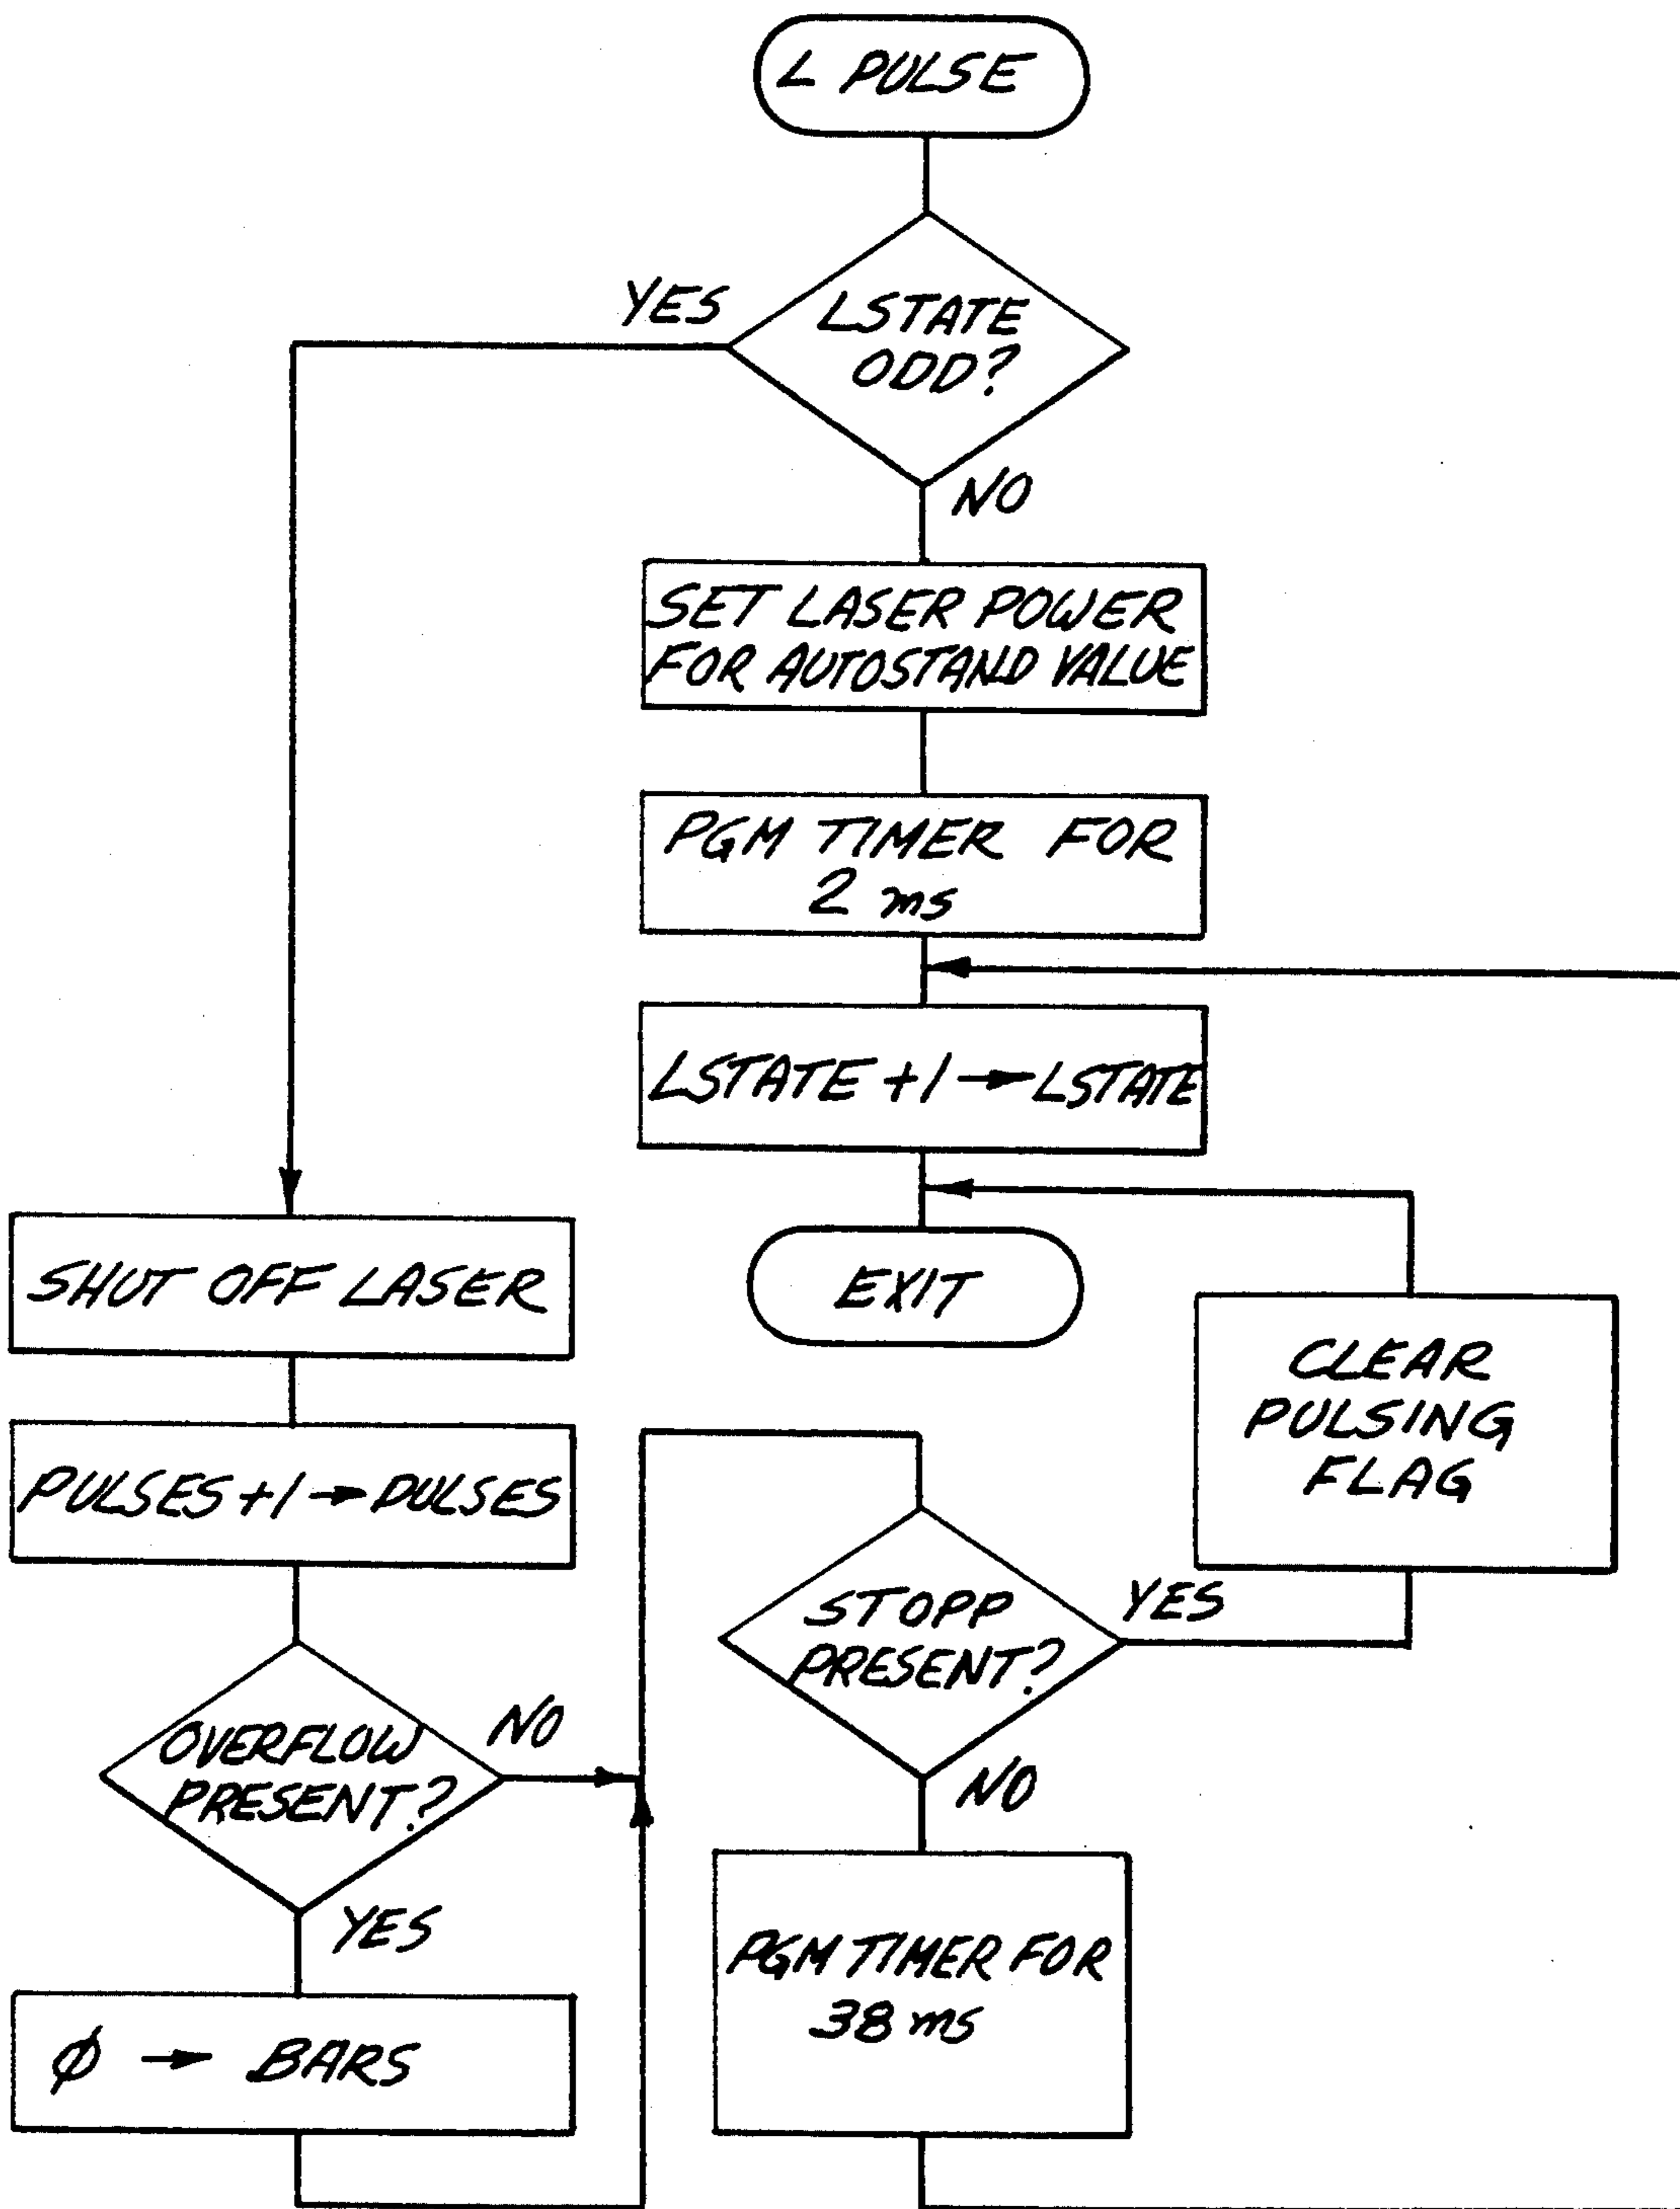 L PULSE
YES
LSTATE
ODD?
NO
SET LASER POWER
FOR AUTOSTAND VALUE
PGM TIMER FOR
2 ms
LSTATE +1 → LSTATE
EXIT
SHUT OFF LASER
PULSES +1 → PULSES
OVERFLOW
PRESENT?
NO
YES
φ → BARS
STOPP
PRESENT?
YES
CLEAR
PULSING
FLAG
NO
PGM TIMER FOR
38 ms